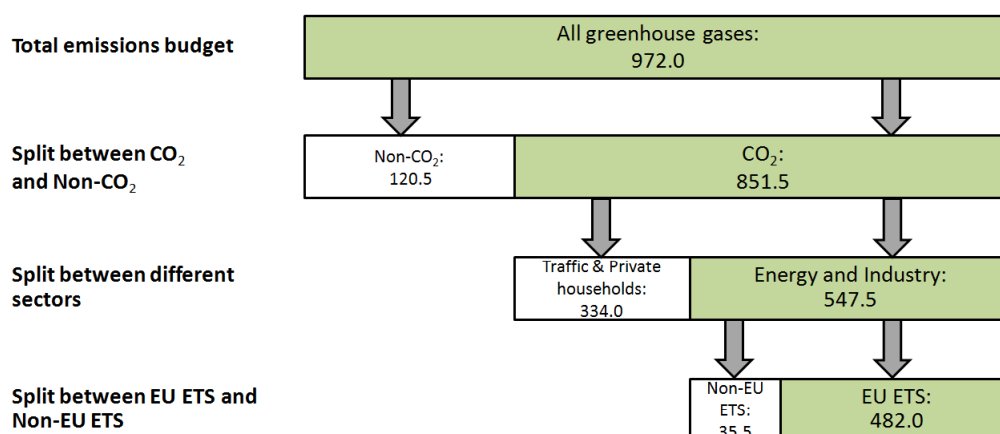 Total emissions budget
All greenhouse gases:
972.0
Split between CO₂
and Non-CO₂
Non-CO₂:
120.5
CO₂:
851.5
Split between different
sectors
Traffic & Private
households:
334.0
Energy and Industry:
547.5
Split between EU ETS and
Non-EU ETS
Non-EU
ETS:
35.5
EU ETS:
482.0